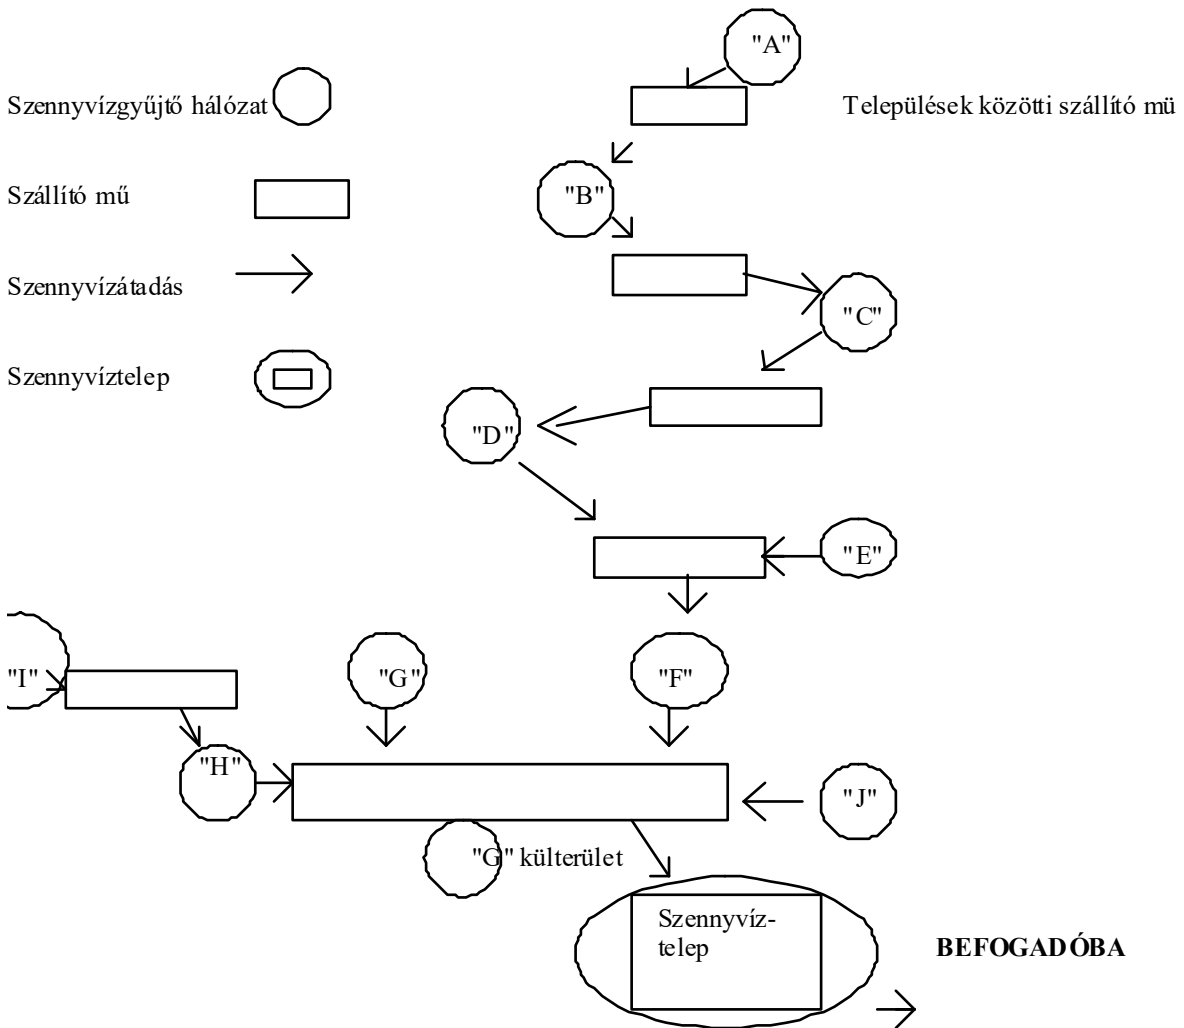 "A"
Szennyvízgyűjtő hálózat
Települések közötti szállító mü
"B"
Szállító mű
Szennyvízátadás
"C"
Szennyvíztelep
"D"
"E"
"I"
"G"
"F"
"H"
"J"
"G" külterület
Szennyvíz-
telep
BEFOGADÓBA